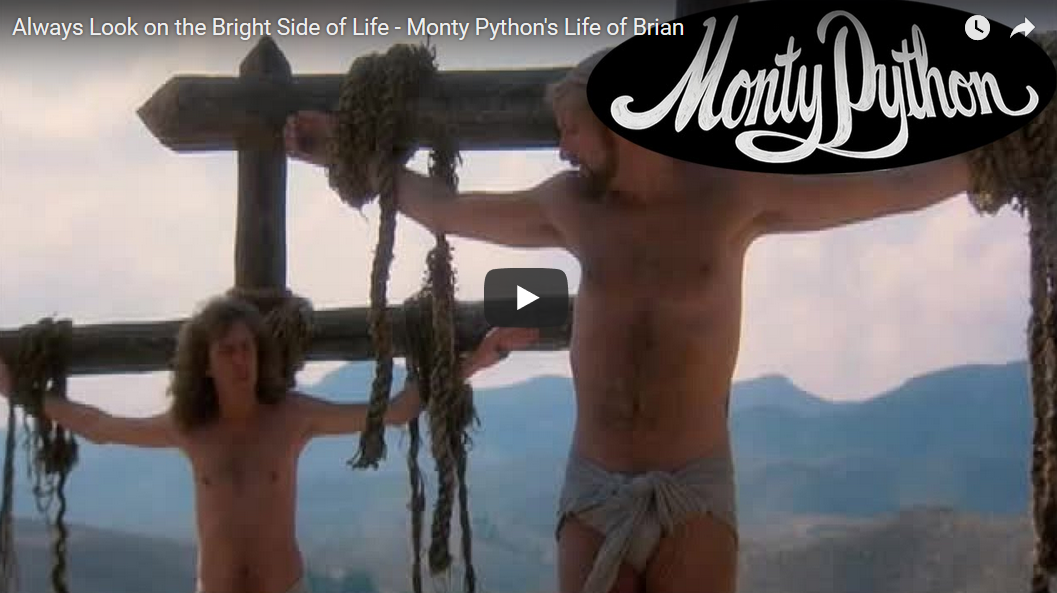 Always Look on the Bright Side of Life - Monty Python's Life of Brian
Monty Python